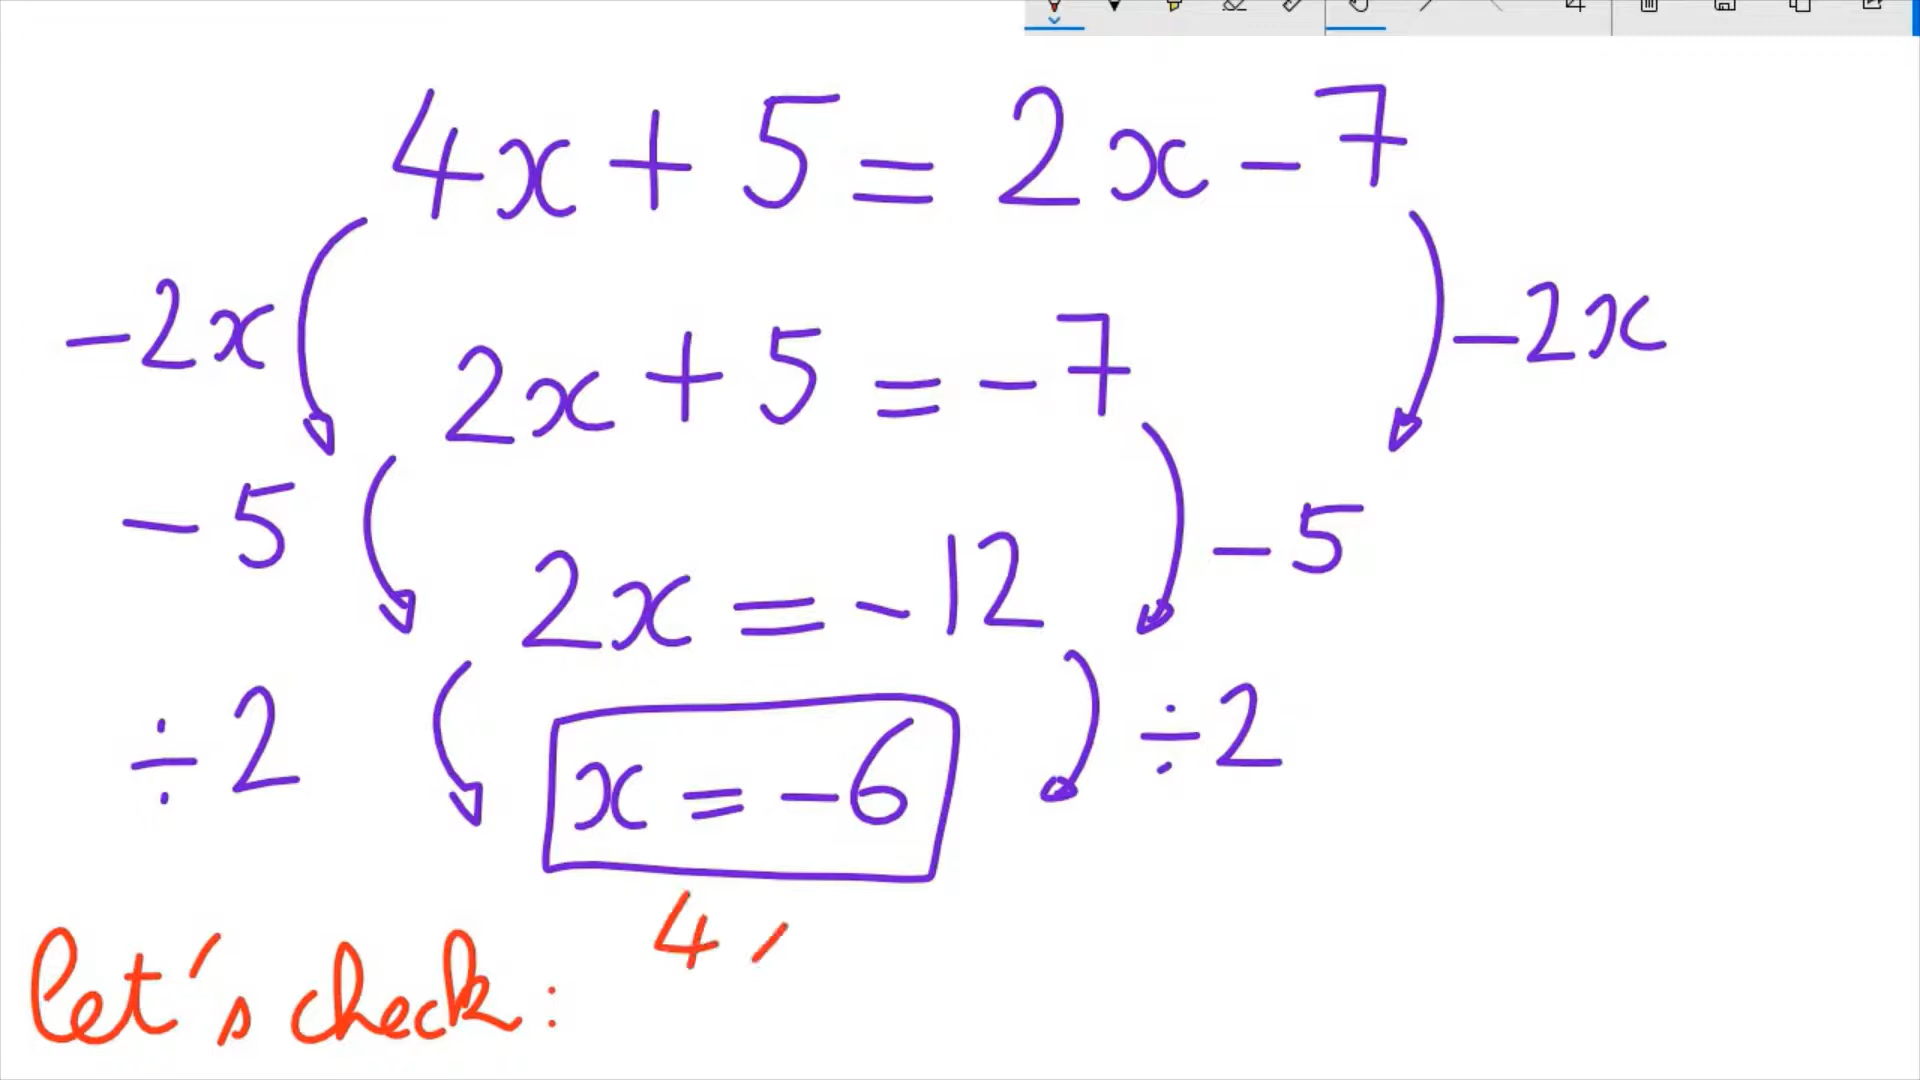 4x + 5 = 2x - 7
-2x -2x
2x + 5 = -7
-5 -5
2x = -12
÷2 ÷2
x = -6
4
let's check: